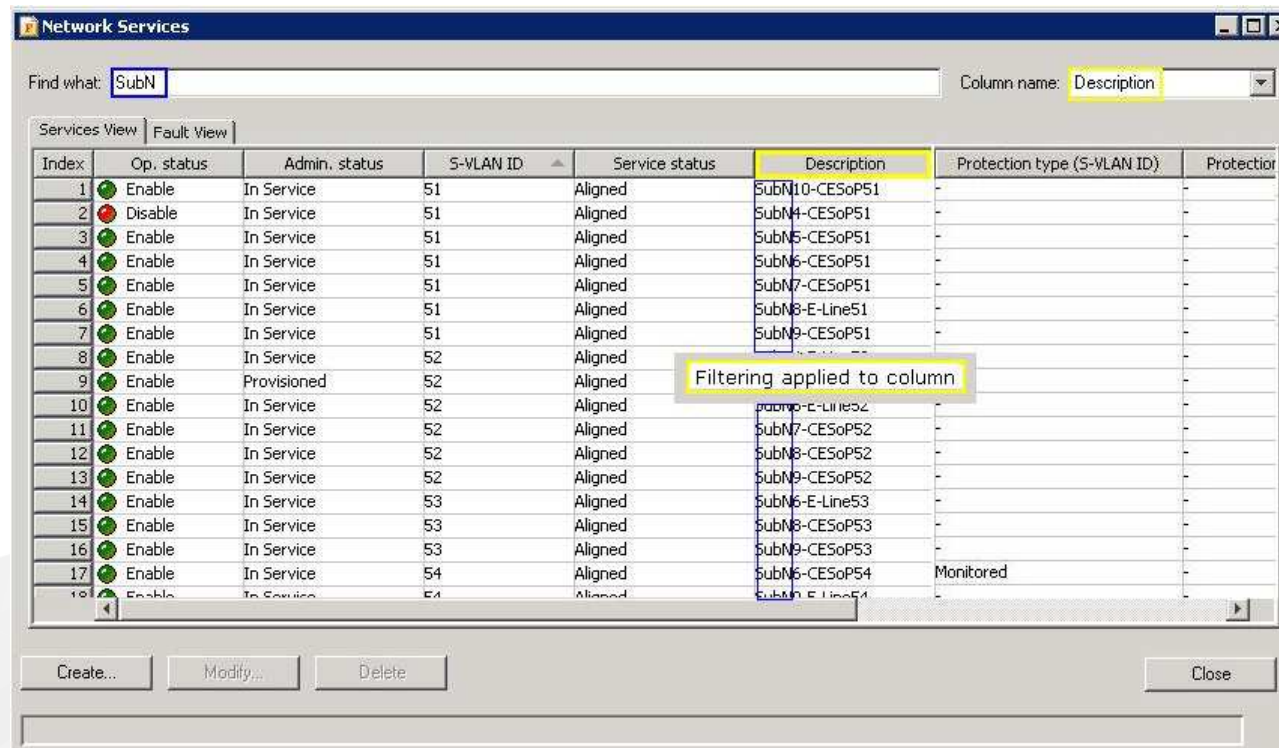 Network Services
Find what: SubN Column name: Description
Services View Fault View
Index Op. status Admin. status S-VLAN ID Service status Description Protection type (S-VLAN ID) Protection
1 Enable In Service 51 Aligned SubN10-CESoP51 - -
2 Disable In Service 51 Aligned SubN4-CESoP51 - -
3 Enable In Service 51 Aligned SubN5-CESoP51 - -
4 Enable In Service 51 Aligned SubN6-CESoP51 - -
5 Enable In Service 51 Aligned SubN7-CESoP51 - -
6 Enable In Service 51 Aligned SubN8-E-Line51 - -
7 Enable In Service 51 Aligned SubN9-CESoP51 - -
8 Enable In Service 52 Aligned - -
9 Enable Provisioned 52 Aligned - -
Filtering applied to column
10 Enable In Service 52 Aligned SubN6-E-Line52 - -
11 Enable In Service 52 Aligned SubN7-CESoP52 - -
12 Enable In Service 52 Aligned SubN8-CESoP52 - -
13 Enable In Service 52 Aligned SubN9-CESoP52 - -
14 Enable In Service 53 Aligned SubN6-E-Line53 - -
15 Enable In Service 53 Aligned SubN8-CESoP53 - -
16 Enable In Service 53 Aligned SubN9-CESoP53 - -
17 Enable In Service 54 Aligned SubN6-CESoP54 Monitored -
18 Enable In Service 54 Aligned - -
Create... Modify... Delete Close